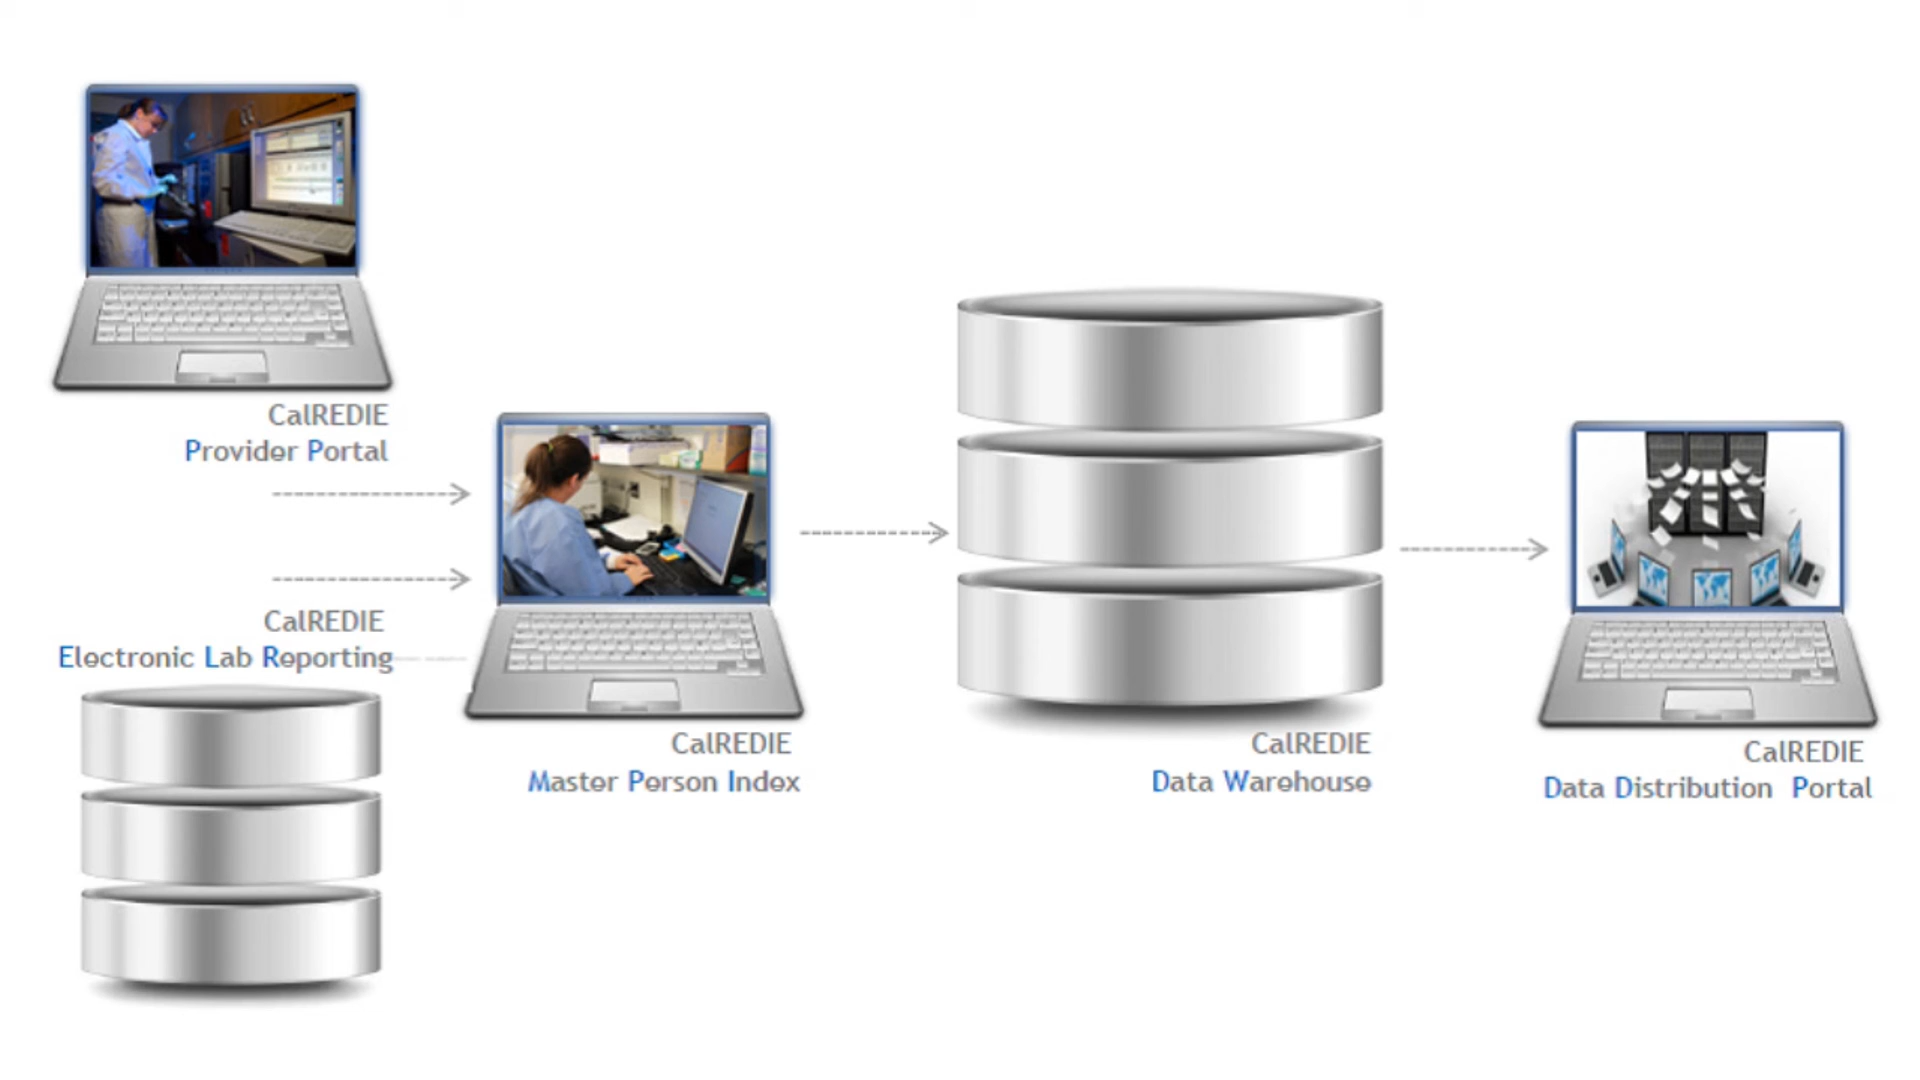 CalREDIE
Provider Portal
CalREDIE
Electronic Lab Reporting
CalREDIE
Master Person Index
CalREDIE
Data Warehouse
CalREDIE
Data Distribution Portal